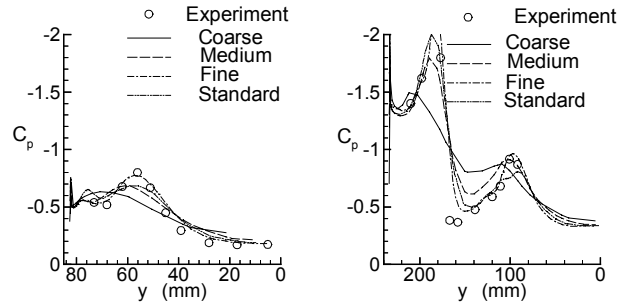 -2
Experiment
Coarse
Medium
Fine
Standard
-1.5
C_p
-1
-0.5
0
80 60 40 20 0
y (mm)
-2
Experiment
Coarse
Medium
Fine
Standard
-1.5
C_p
-1
-0.5
0
200 100 0
y (mm)